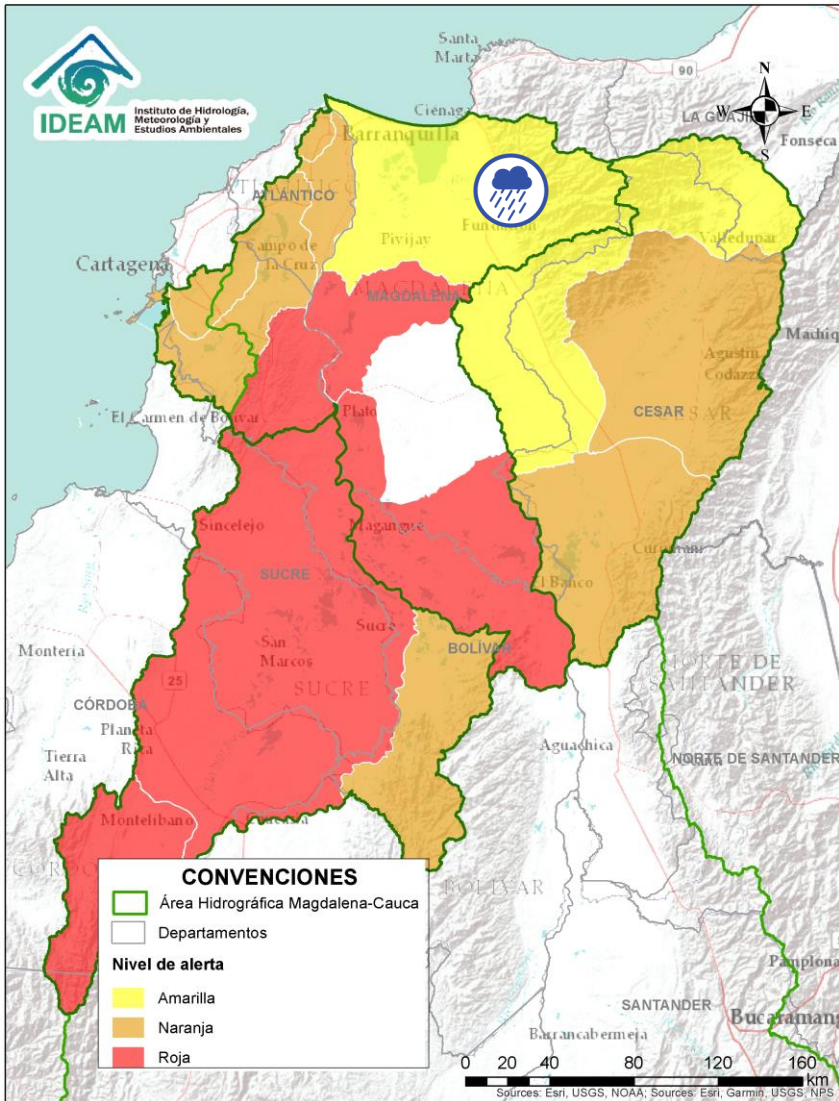 IDEAM
Instituto de Hidrología,
Meteorología y
Estudios Ambientales
Santa
Marta
90
N
W
E
S
LA GUAJIR
Fonseca
Ciénaga
Barranquilla
ATLÁNTICO
Pivijay
Fundación
Valledupar
Cartagena
Campo de
la Cruz
MAGDALENA
Machiq
Agustín
Codazzi
El Carmen de Bolívar
Plato
CESAR
Sincelejo
Magangué
SUCRE
Curumaní
El Banco
Sucre
San
Marcos
BOLÍVAR
Montería
25
SUCRE
NORTE DE
SANTANDER
CÓRDOBA
Planeta
Rica
Tierra
Alta
Aguachica
NORTE DE SANTANDER
Montelíbano
Caucasia
BOLÍVAR
CONVENCIONES
Área Hidrográfica Magdalena-Cauca
Departamentos
Nivel de alerta
Amarilla
Naranja
Roja
Pamplona
SANTANDER
Bucaramang
Barrancabermeja
0 20 40 80 120 160
km
Sources: Esri, USGS, NOAA; Sources: Esri, Garmin, USGS, NPS